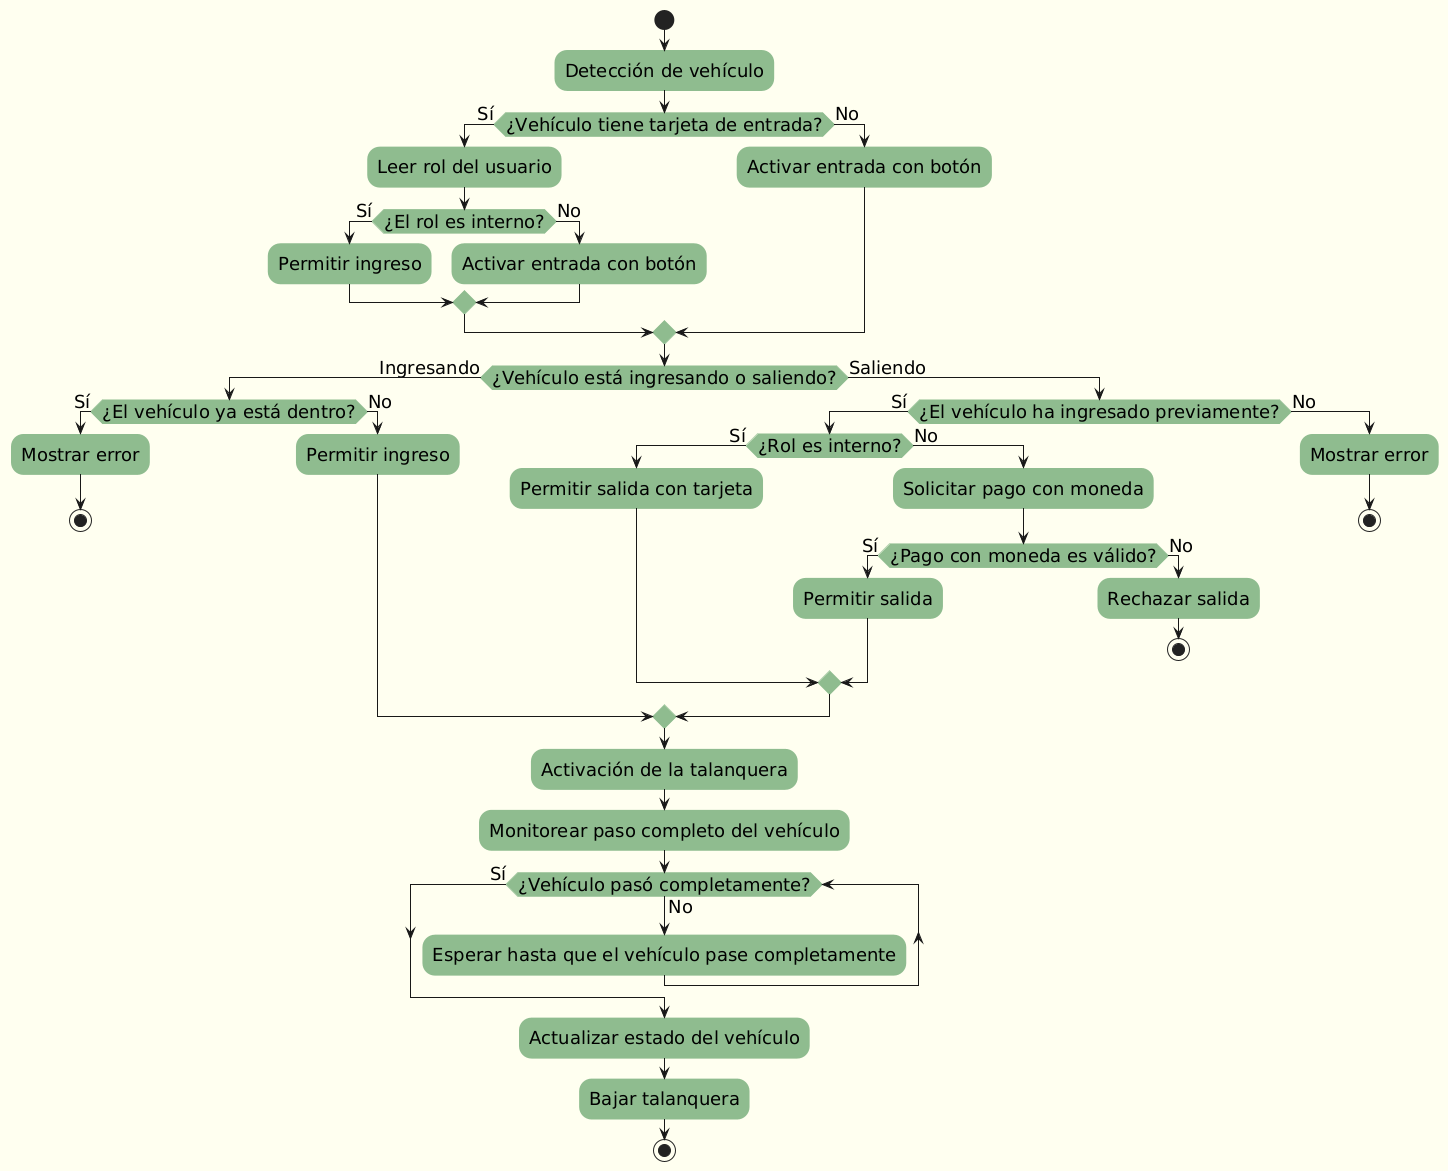 Detección de vehículo
¿Vehículo tiene tarjeta de entrada?
Sí
No
Leer rol del usuario
Activar entrada con botón
¿El rol es interno?
Sí
No
Permitir ingreso
Activar entrada con botón
¿Vehículo está ingresando o saliendo?
Ingresando
Saliendo
¿El vehículo ya está dentro?
Sí
No
Mostrar error
Permitir ingreso
¿El vehículo ha ingresado previamente?
Sí
No
¿Rol es interno?
Sí
No
Mostrar error
Permitir salida con tarjeta
Solicitar pago con moneda
¿Pago con moneda es válido?
Sí
No
Permitir salida
Rechazar salida
Activación de la talanquera
Monitorear paso completo del vehículo
¿Vehículo pasó completamente?
Sí
No
Esperar hasta que el vehículo pase completamente
Actualizar estado del vehículo
Bajar talanquera